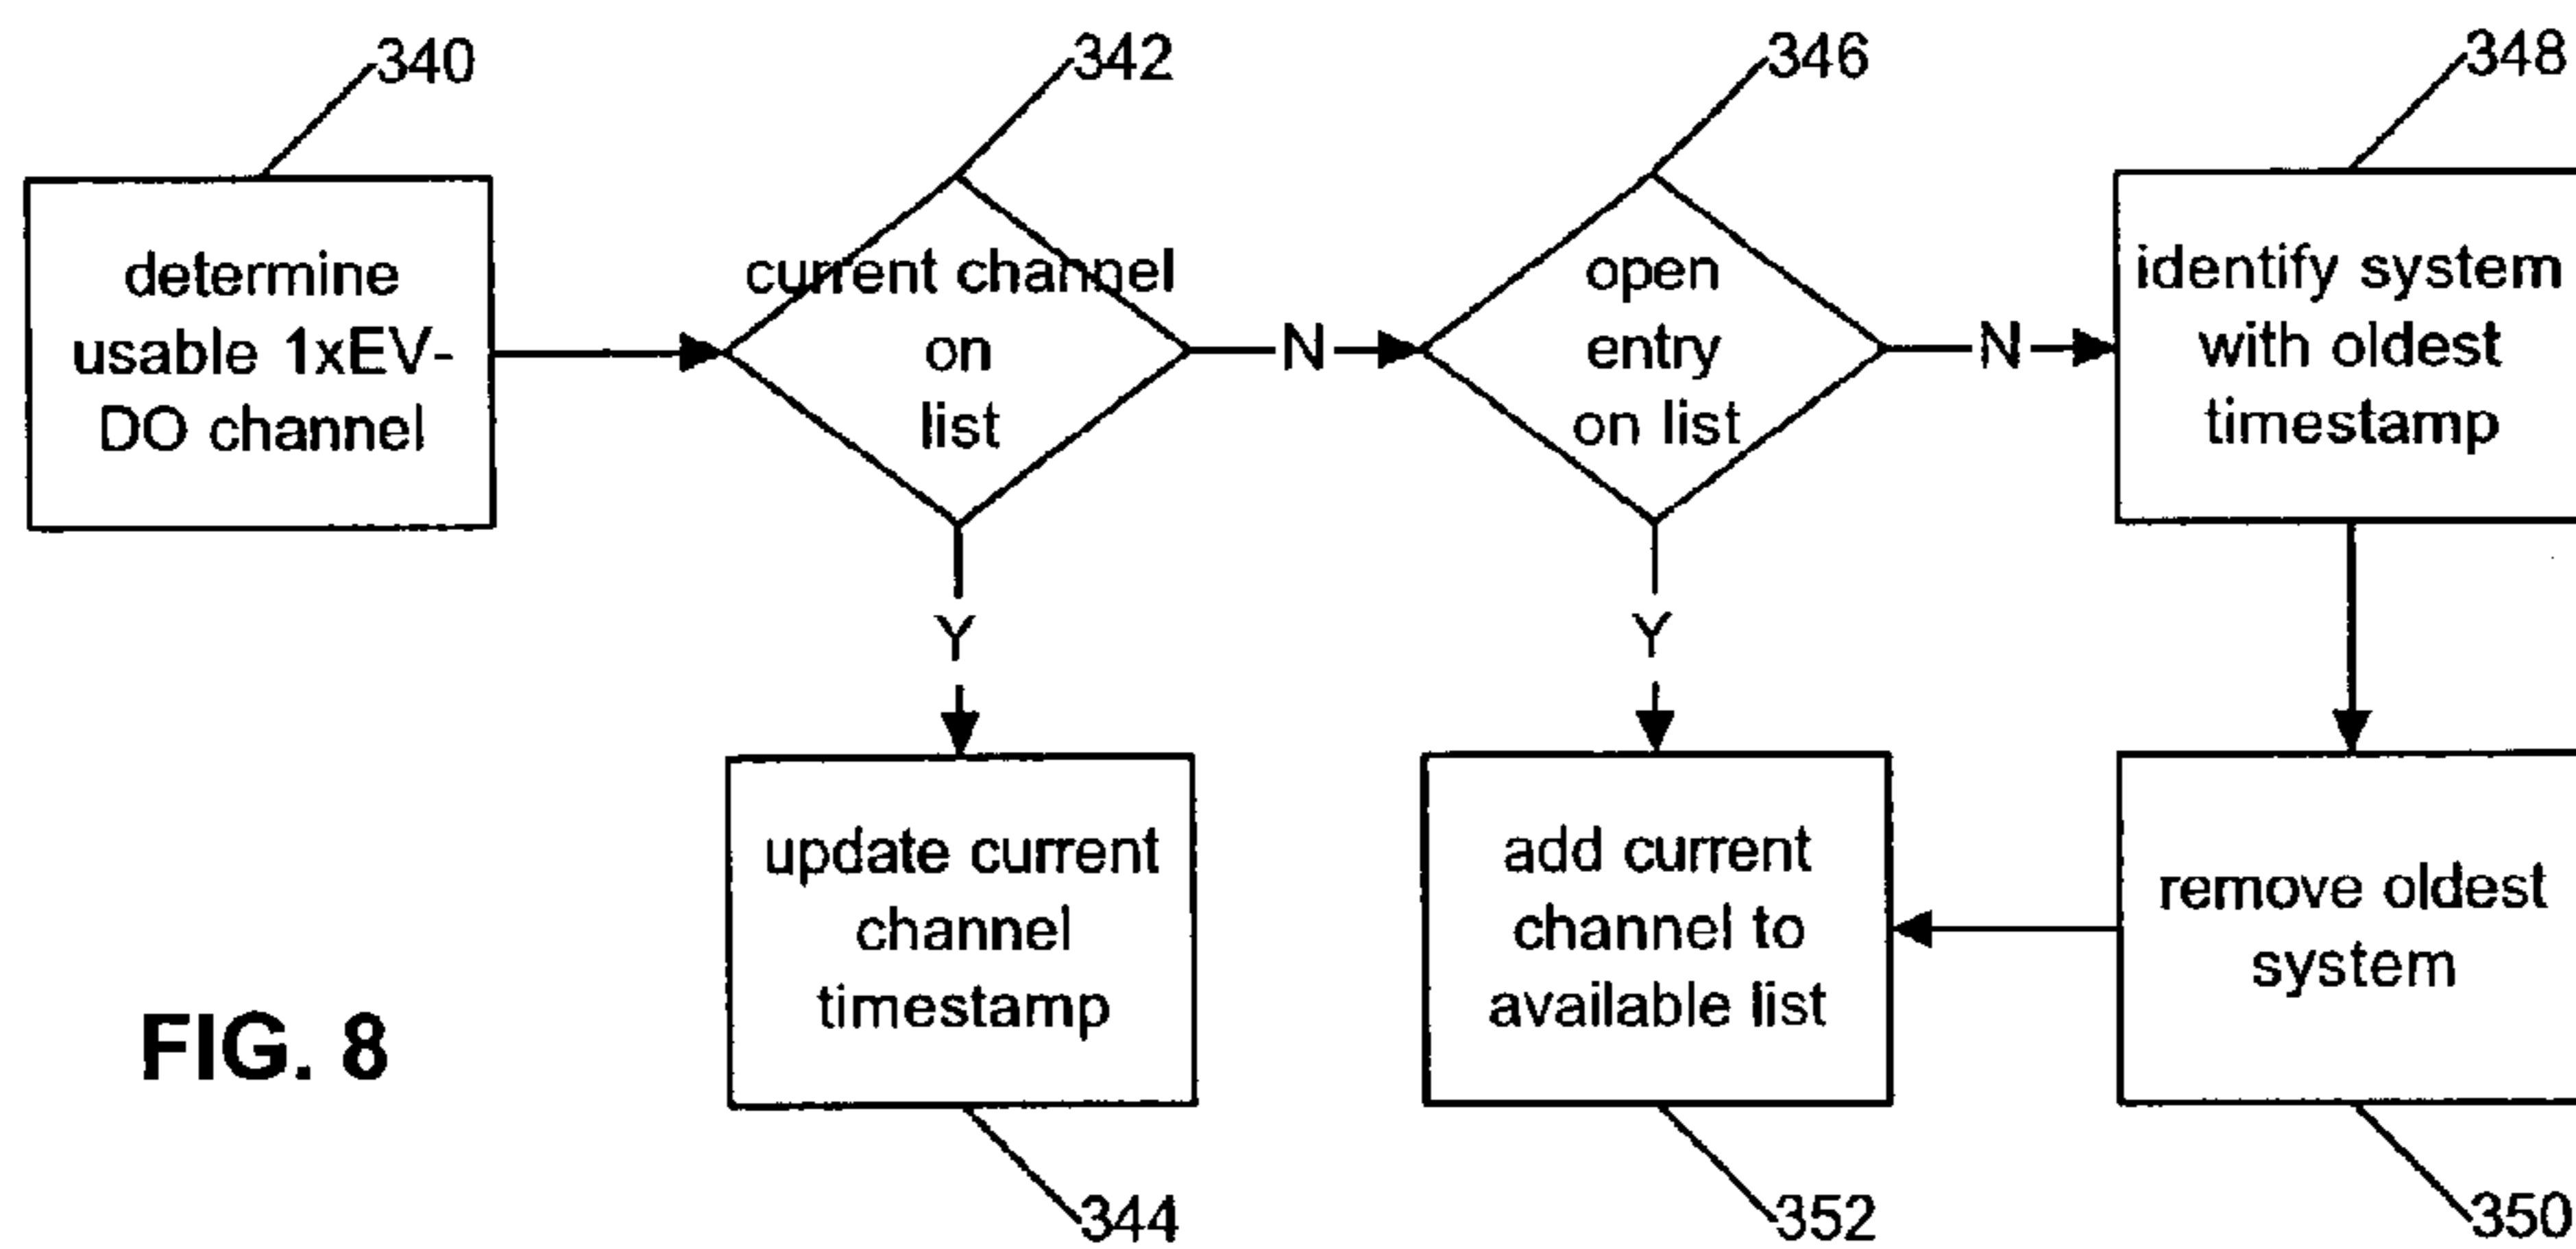 340
342
346
348
determine
usable 1xEV-
DO channel
current channel
on
list
N
open
entry
on list
N
identify system
with oldest
timestamp
Y
Y
update current
channel
timestamp
add current
channel to
available list
remove oldest
system
FIG. 8
344
352
350